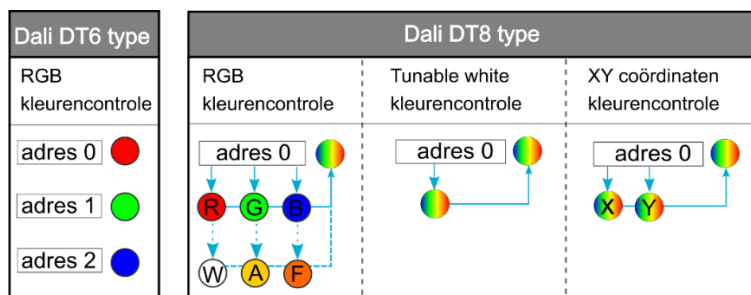 Dali DT6 type
RGB
kleurencontrole
adres 0
adres 1
adres 2
Dali DT8 type
RGB
kleurencontrole
adres 0
R G B
W A F
Tunable white
kleurencontrole
adres 0
XY coördinaten
kleurencontrole
adres 0
X Y